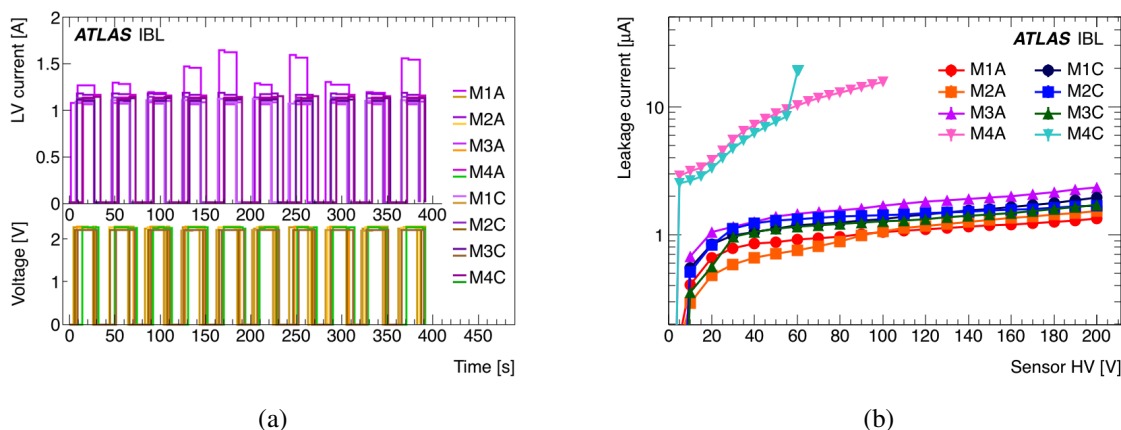 LV current [A]
2
1.5
1
0.5
0
ATLAS IBL
0 50 100 150 200 250 300 350 400
Voltage [V]
2
1
0
0 50 100 150 200 250 300 350 400 450
Time [s]
M1A
M2A
M3A
M4A
M1C
M2C
M3C
M4C
(a)
Leakage current [µA]
10
1
ATLAS IBL
M1A M1C
M2A M2C
M3A M3C
M4A M4C
0 20 40 60 80 100 120 140 160 180 200
Sensor HV [V]
(b)